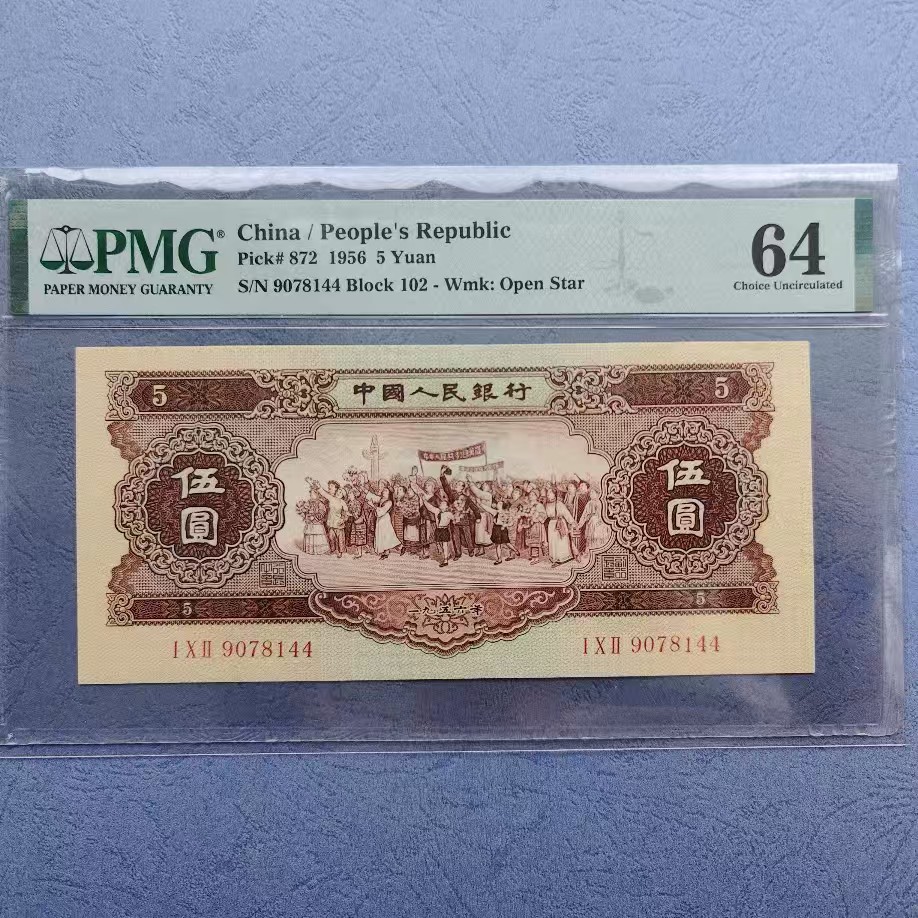 PMG®
PAPER MONEY GUARANTY
China / People's Republic
Pick# 872 1956 5 Yuan
S/N 9078144 Block 102 - Wmk: Open Star
64
Choice Uncirculated
5 中國人民銀行 5
伍圓
伍圓
5 一九五六年 5
I X II 9078144
I X II 9078144